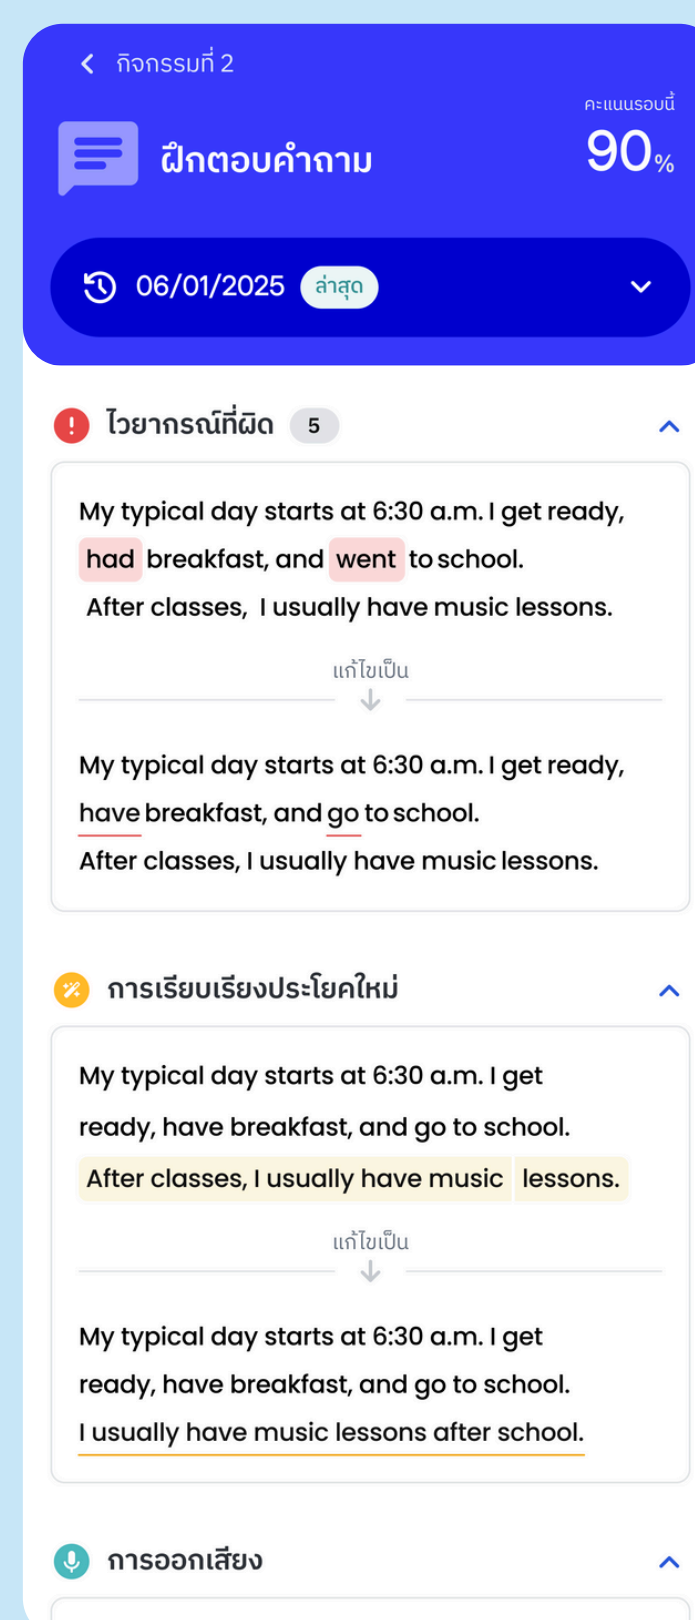 กิจกรรมที่ 2
คะแนนรอบนี้
ฝึกตอบคำถาม
90%
06/01/2025 ล่าสุด
ไวยากรณ์ที่ผิด 5
My typical day starts at 6:30 a.m. I get ready,
had breakfast, and went to school.
After classes, I usually have music lessons.
แก้ไขเป็น
My typical day starts at 6:30 a.m. I get ready,
have breakfast, and go to school.
After classes, I usually have music lessons.
การเรียบเรียงประโยคใหม่
My typical day starts at 6:30 a.m. I get
ready, have breakfast, and go to school.
After classes, I usually have music lessons.
แก้ไขเป็น
My typical day starts at 6:30 a.m. I get
ready, have breakfast, and go to school.
I usually have music lessons after school.
การออกเสียง